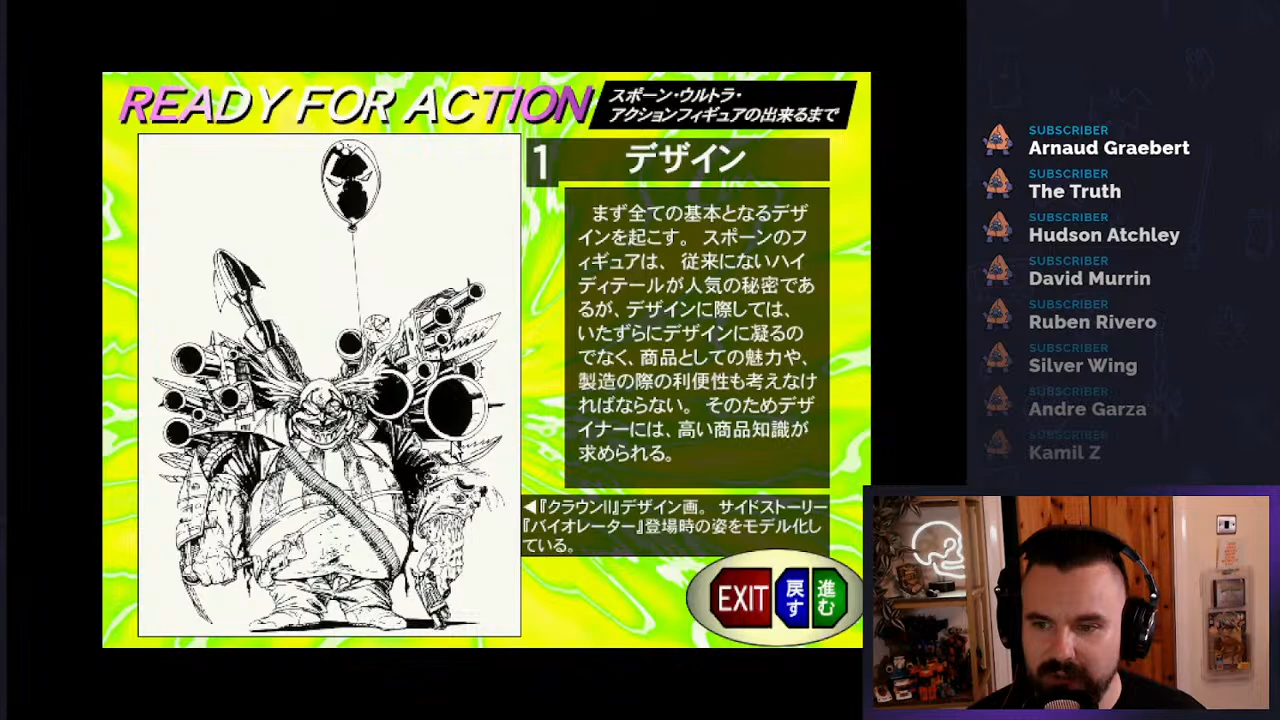 READY FOR ACTION
スポーン・ウルトラ・
アクションフィギュアの出来るまで
1 デザイン
まず全ての基本となるデザ
インを起こす。スポーンのフ
ィギュアは、従来にないハイ
ディテールが人気の秘密であ
るが、デザインに際しては、
いたずらにデザインに凝るの
でなく、商品としての魅力や、
製造の際の利便性も考えなけ
ればならない。そのためデザ
イナーには、高い商品知識が
求められる。
◀『クラウンII』デザイン画。サイドストーリー
『バイオレーター』登場時の姿をモデル化し
ている。
EXIT
戻す
進む
SUBSCRIBER
Arnaud Graebert
SUBSCRIBER
The Truth
SUBSCRIBER
Hudson Atchley
SUBSCRIBER
David Murrin
SUBSCRIBER
Ruben Rivero
SUBSCRIBER
Silver Wing
SUBSCRIBER
Andre Garza
SUBSCRIBER
Kamil Z